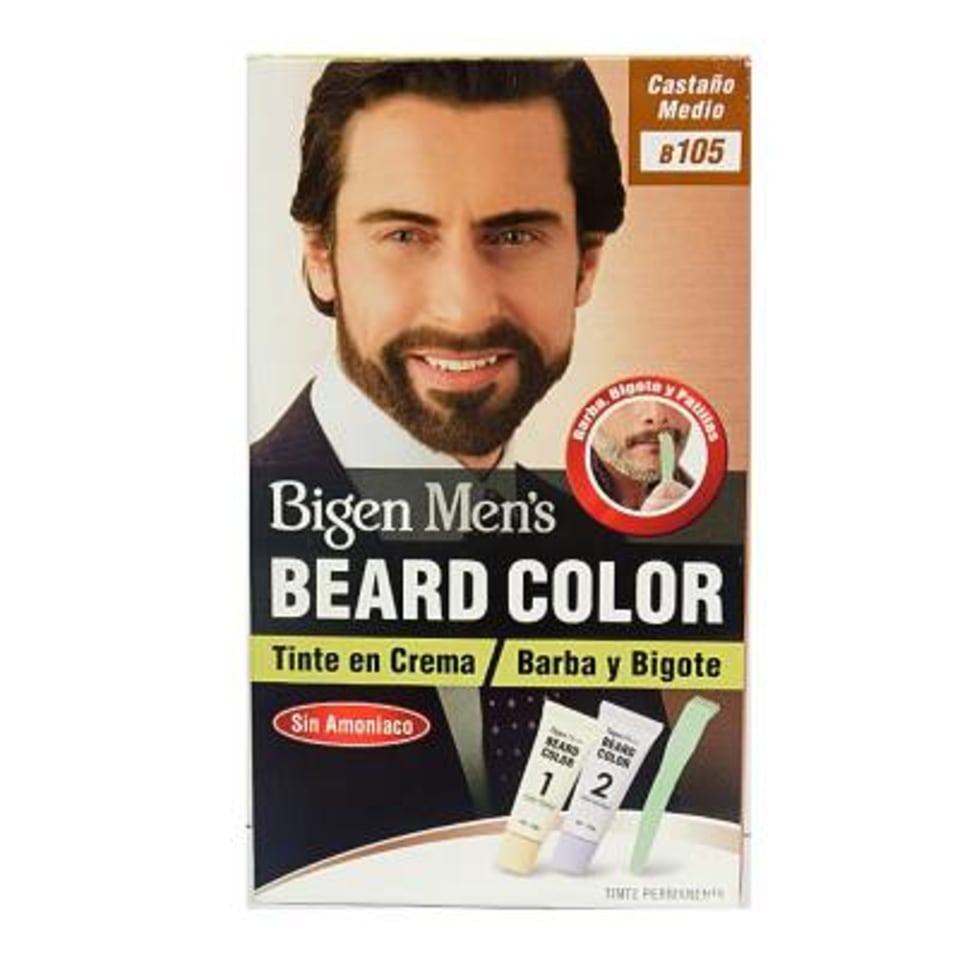 Castaño
Medio
B105
Barba, Bigote y Patillas
Bigen Men's
BEARD COLOR
Tinte en Crema / Barba y Bigote
Sin Amoniaco
BEARD
COLOR
1
BEARD
COLOR
2
TINTE PERMANENTE